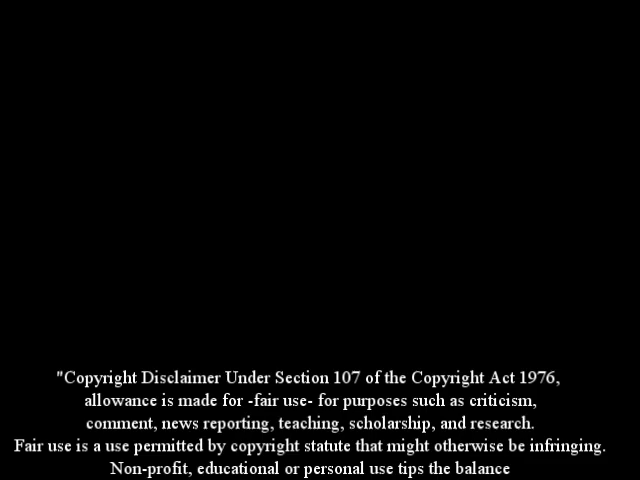 "Copyright Disclaimer Under Section 107 of the Copyright Act 1976,
allowance is made for -fair use- for purposes such as criticism,
comment, news reporting, teaching, scholarship, and research.
Fair use is a use permitted by copyright statute that might otherwise be infringing.
Non-profit, educational or personal use tips the balance